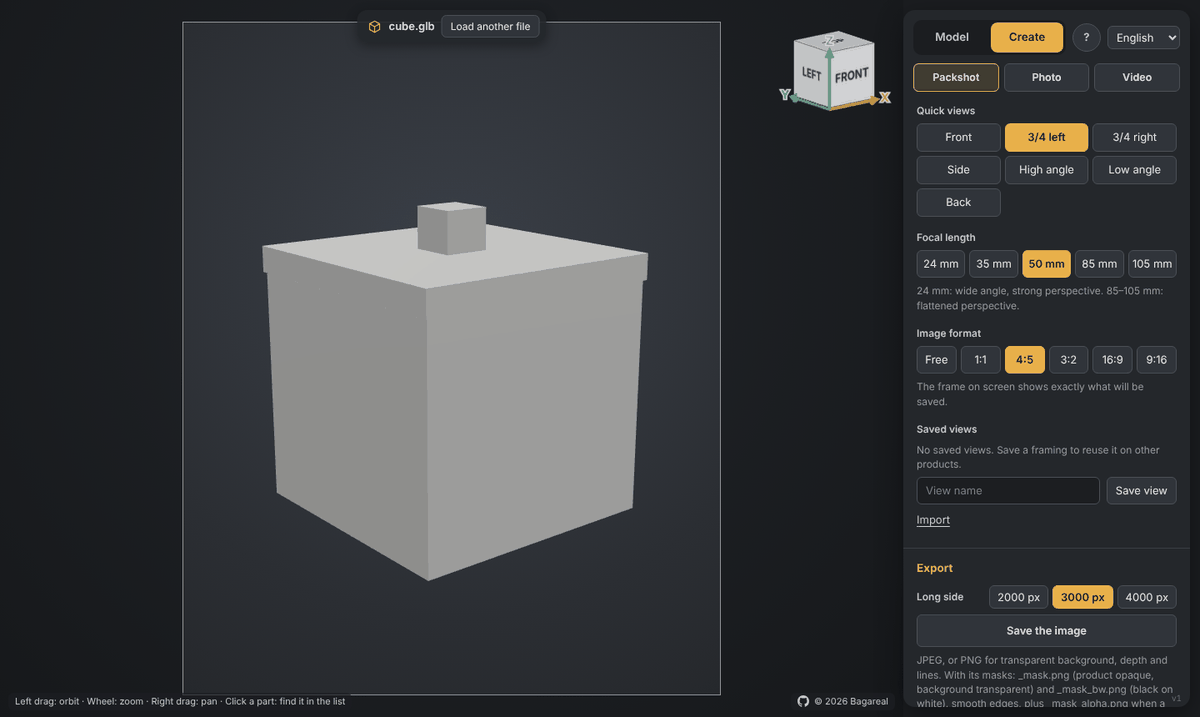 cube.glb
Load another file
Z
LEFT
FRONT
Y
X
Model
Create
?
English
Packshot
Photo
Video
Quick views
Front
3/4 left
3/4 right
Side
High angle
Low angle
Back
Focal length
24 mm
35 mm
50 mm
85 mm
105 mm
24 mm: wide angle, strong perspective. 85–105 mm:
flattened perspective.
Image format
Free
1:1
4:5
3:2
16:9
9:16
The frame on screen shows exactly what will be
saved.
Saved views
No saved views. Save a framing to reuse it on other
products.
View name
Save view
Import
Export
Long side
2000 px
3000 px
4000 px
Save the image
JPEG, or PNG for transparent background, depth and
lines. With its masks: _mask.png (product opaque,
background transparent) and _mask_bw.png (black on
white), smooth edges, plus _mask_alpha.png when a
v1
Left drag: orbit · Wheel: zoom · Right drag: pan · Click a part: find it in the list
© 2026 Bagareal